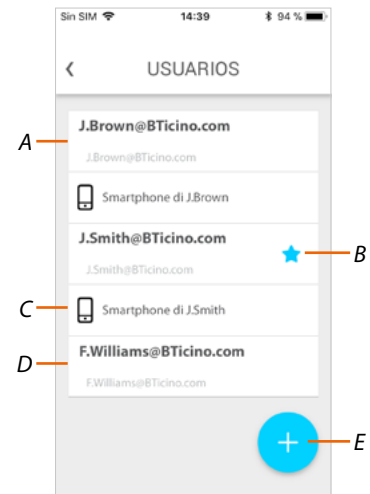 Sin SIM 14:39 94 %
USUARIOS
A
J.Brown@BTicino.com
J.Brown@BTicino.com
Smartphone di J.Brown
J.Smith@BTicino.com
B
J.Smith@BTicino.com
C
Smartphone di J.Smith
D
F.Williams@BTicino.com
F.Williams@BTicino.com
E